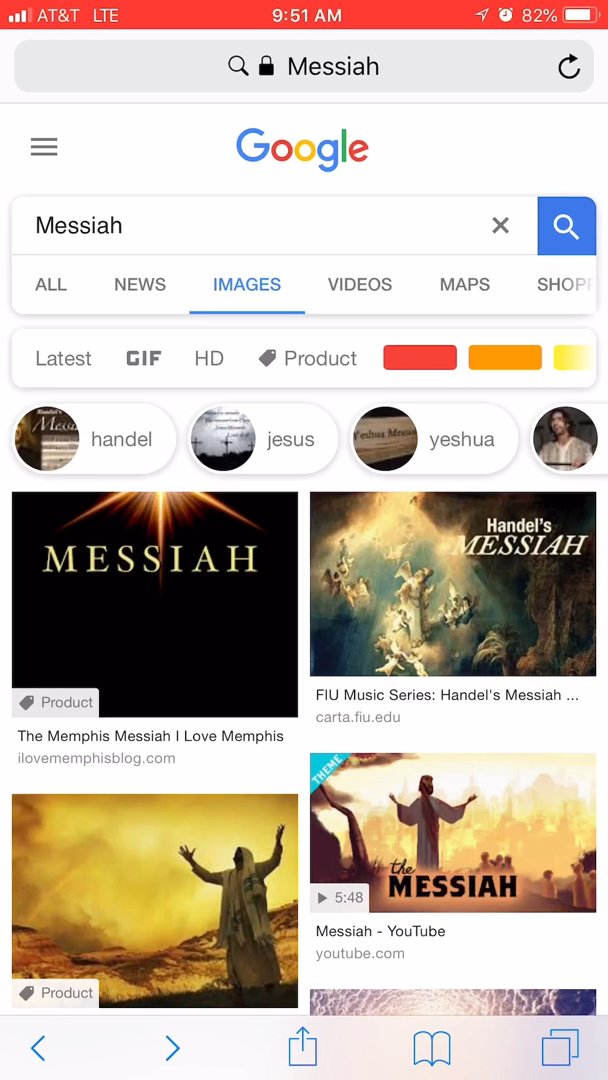 AT&T LTE 9:51 AM 82%
Messiah
Google
Messiah
ALL NEWS IMAGES VIDEOS MAPS SHOPP
Latest GIF HD Product
handel jesus yeshua
MESSIAH
Product
The Memphis Messiah I Love Memphis
ilovememphisblog.com
Handel's
MESSIAH
FIU Music Series: Handel's Messiah ...
carta.fiu.edu
Product
THEME
the
MESSIAH
5:48
Messiah - YouTube
youtube.com